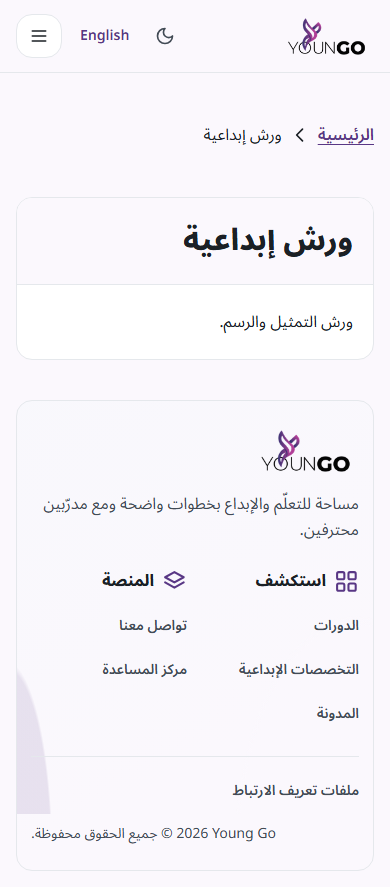 YOUNGO
English
الرئيسية
ورش إبداعية
ورش إبداعية
ورش التمثيل والرسم.
YOUNGO
مساحة للتعلّم والإبداع بخطوات واضحة ومع مدرّبين
محترفين.
استكشف
الدورات
التخصصات الإبداعية
المدونة
المنصة
تواصل معنا
مركز المساعدة
ملفات تعريف الارتباط
Young Go 2026 © جميع الحقوق محفوظة.